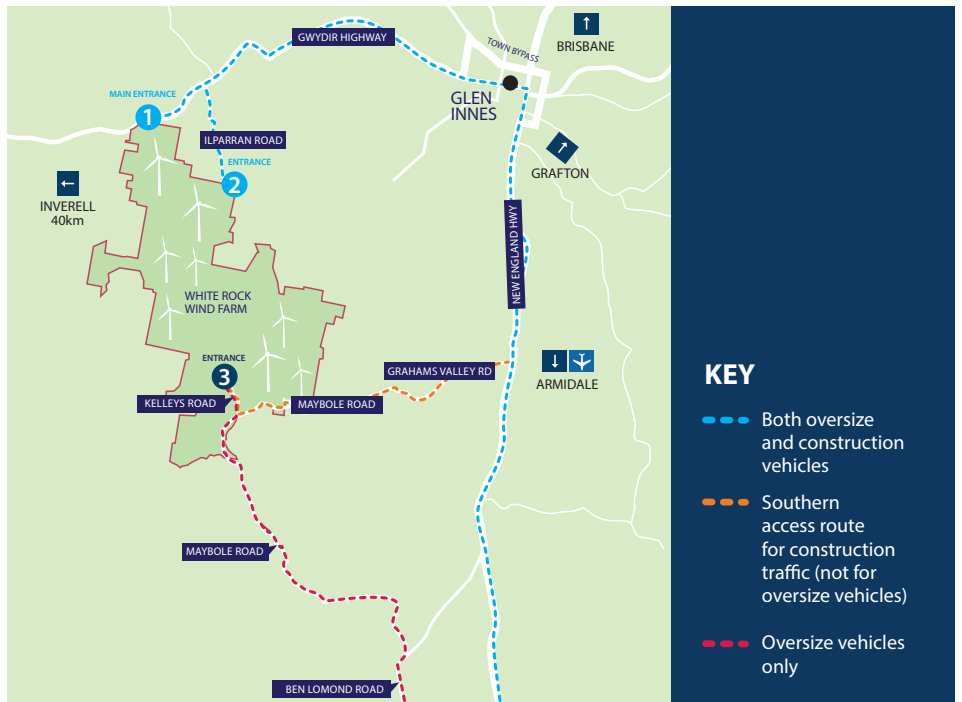 GWYDIR HIGHWAY
TOWN BYPASS
BRISBANE
MAIN ENTRANCE
1
GLEN
INNES
ILPARRAN ROAD
ENTRANCE
2
GRAFTON
INVERELL
40km
NEW ENGLAND HWY
WHITE ROCK
WIND FARM
ENTRANCE
3
GRAHAMS VALLEY RD
ARMIDALE
KELLEYS ROAD
MAYBOLE ROAD
MAYBOLE ROAD
BEN LOMOND ROAD
KEY
Both oversize
and construction
vehicles
Southern
access route
for construction
traffic (not for
oversize vehicles)
Oversize vehicles
only